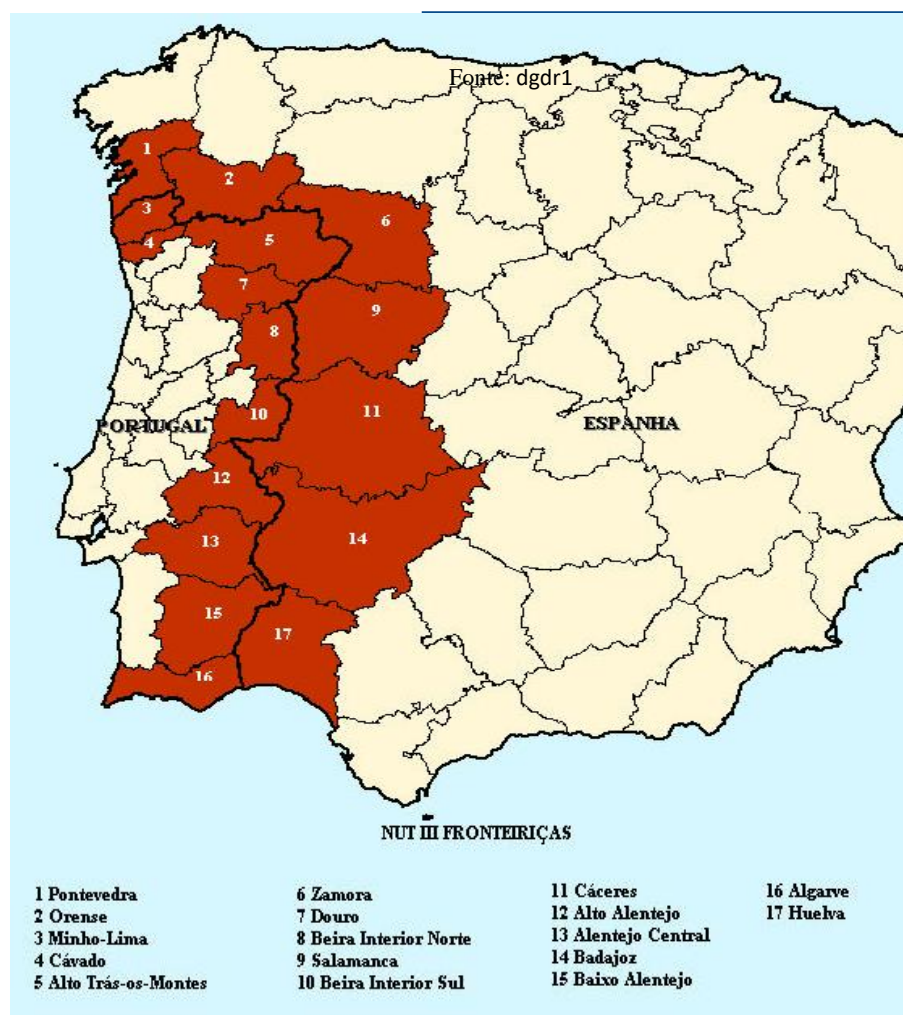 Fonte: dgdr1
1
2
3
6
4
5
7
9
8
11
10
PORTUGAL
ESPANHA
12
14
13
15
17
16
NUT III FRONTEIRIÇAS
1 Pontevedra
2 Orense
3 Minho-Lima
4 Cávado
5 Alto Trás-os-Montes
6 Zamora
7 Douro
8 Beira Interior Norte
9 Salamanca
10 Beira Interior Sul
11 Cáceres
12 Alto Alentejo
13 Alentejo Central
14 Badajoz
15 Baixo Alentejo
16 Algarve
17 Huelva